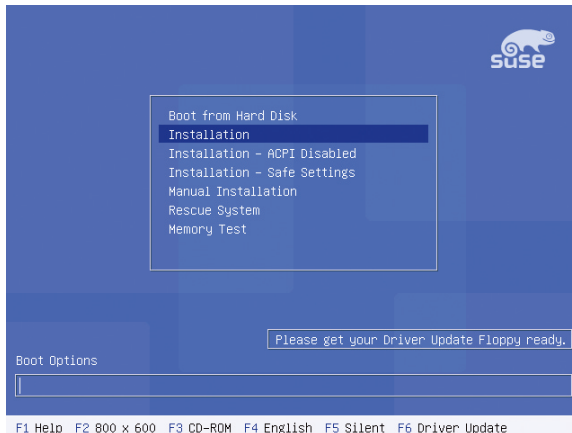 suse
Boot from Hard Disk
Installation
Installation – ACPI Disabled
Installation – Safe Settings
Manual Installation
Rescue System
Memory Test
Please get your Driver Update Floppy ready.
Boot Options
F1 Help F2 800 x 600 F3 CD-ROM F4 English F5 Silent F6 Driver Update